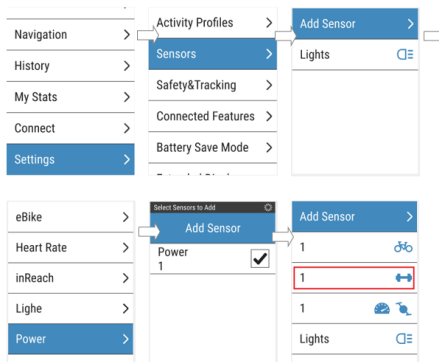 Navigation
History
My Stats
Connect
Settings
Activity Profiles
Sensors
Safety&Tracking
Connected Features
Battery Save Mode
Add Sensor
Lights
eBike
Heart Rate
inReach
Lighe
Power
Select Sensors to Add
Add Sensor
Power
1
Add Sensor
1
1
1
Lights